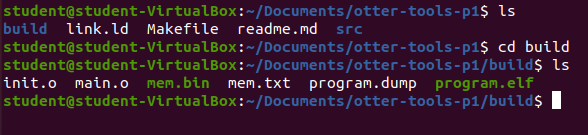 student@student-VirtualBox:~/Documents/otter-tools-p1$ ls
build link.ld Makefile readme.md src
student@student-VirtualBox:~/Documents/otter-tools-p1$ cd build
student@student-VirtualBox:~/Documents/otter-tools-p1/build$ ls
init.o main.o mem.bin mem.txt program.dump program.elf
student@student-VirtualBox:~/Documents/otter-tools-p1/build$